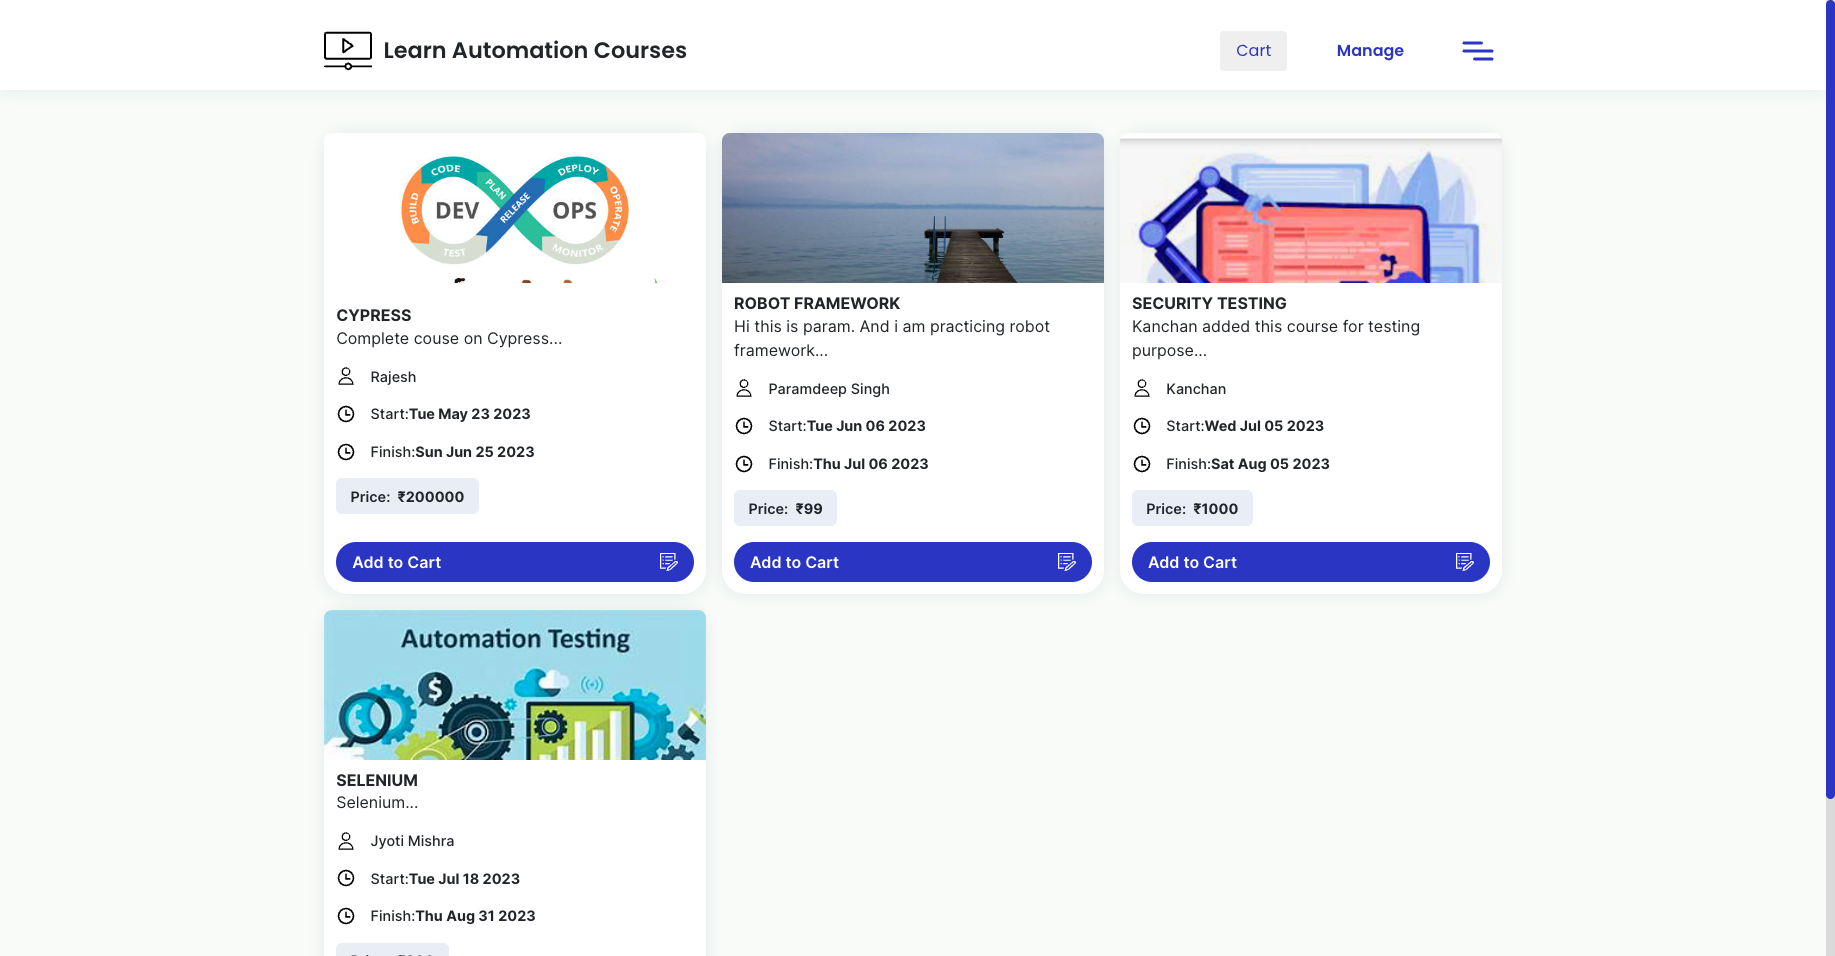 Learn Automation Courses
Cart
Manage
CODE
DEPLOY
BUILD
PLAN
RELEASE
OPERATE
DEV
OPS
TEST
MONITOR
CYPRESS
Complete couse on Cypress...
Rajesh
Start:Tue May 23 2023
Finish:Sun Jun 25 2023
Price: ₹200000
Add to Cart
ROBOT FRAMEWORK
Hi this is param. And i am practicing robot
framework...
Paramdeep Singh
Start:Tue Jun 06 2023
Finish:Thu Jul 06 2023
Price: ₹99
Add to Cart
SECURITY TESTING
Kanchan added this course for testing
purpose...
Kanchan
Start:Wed Jul 05 2023
Finish:Sat Aug 05 2023
Price: ₹1000
Add to Cart
Automation Testing
$
SELENIUM
Selenium...
Jyoti Mishra
Start:Tue Jul 18 2023
Finish:Thu Aug 31 2023